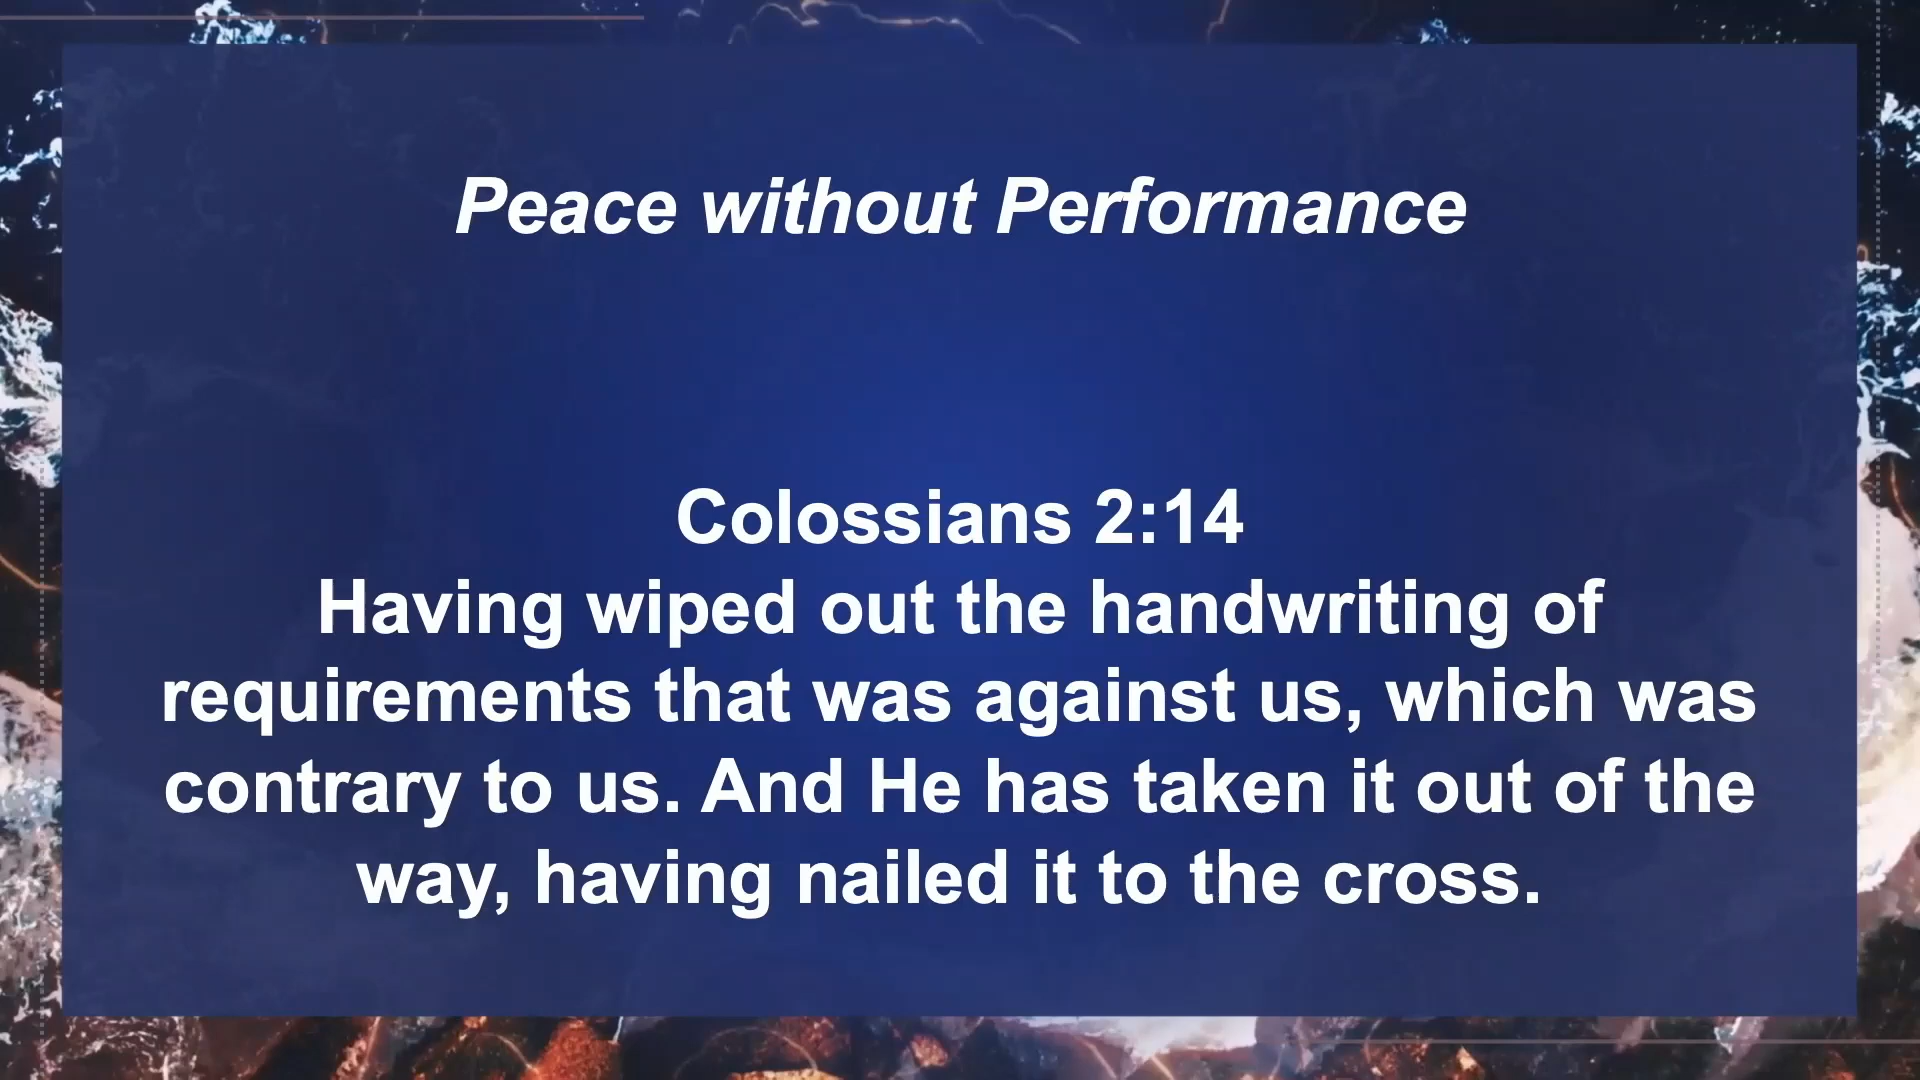 Peace without Performance
Colossians 2:14
Having wiped out the handwriting of
requirements that was against us, which was
contrary to us. And He has taken it out of the
way, having nailed it to the cross.